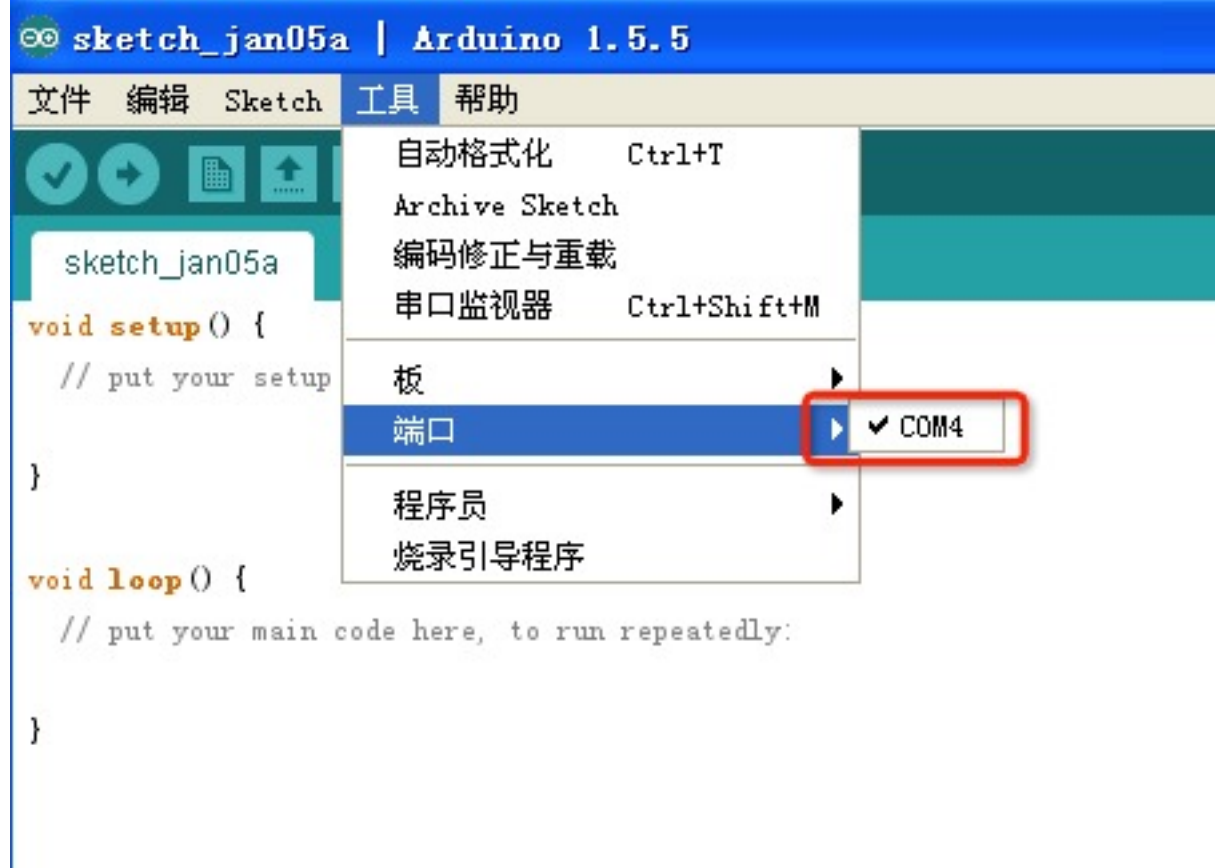 sketch_jan05a | Arduino 1.5.5
文件 编辑 Sketch 工具 帮助
自动格式化 Ctrl+T
Archive Sketch
编码修正与重载
串口监视器 Ctrl+Shift+M
板
端口
COM4
程序员
烧录引导程序
sketch_jan05a
void setup() {
// put your setup
}
void loop() {
// put your main code here, to run repeatedly:
}